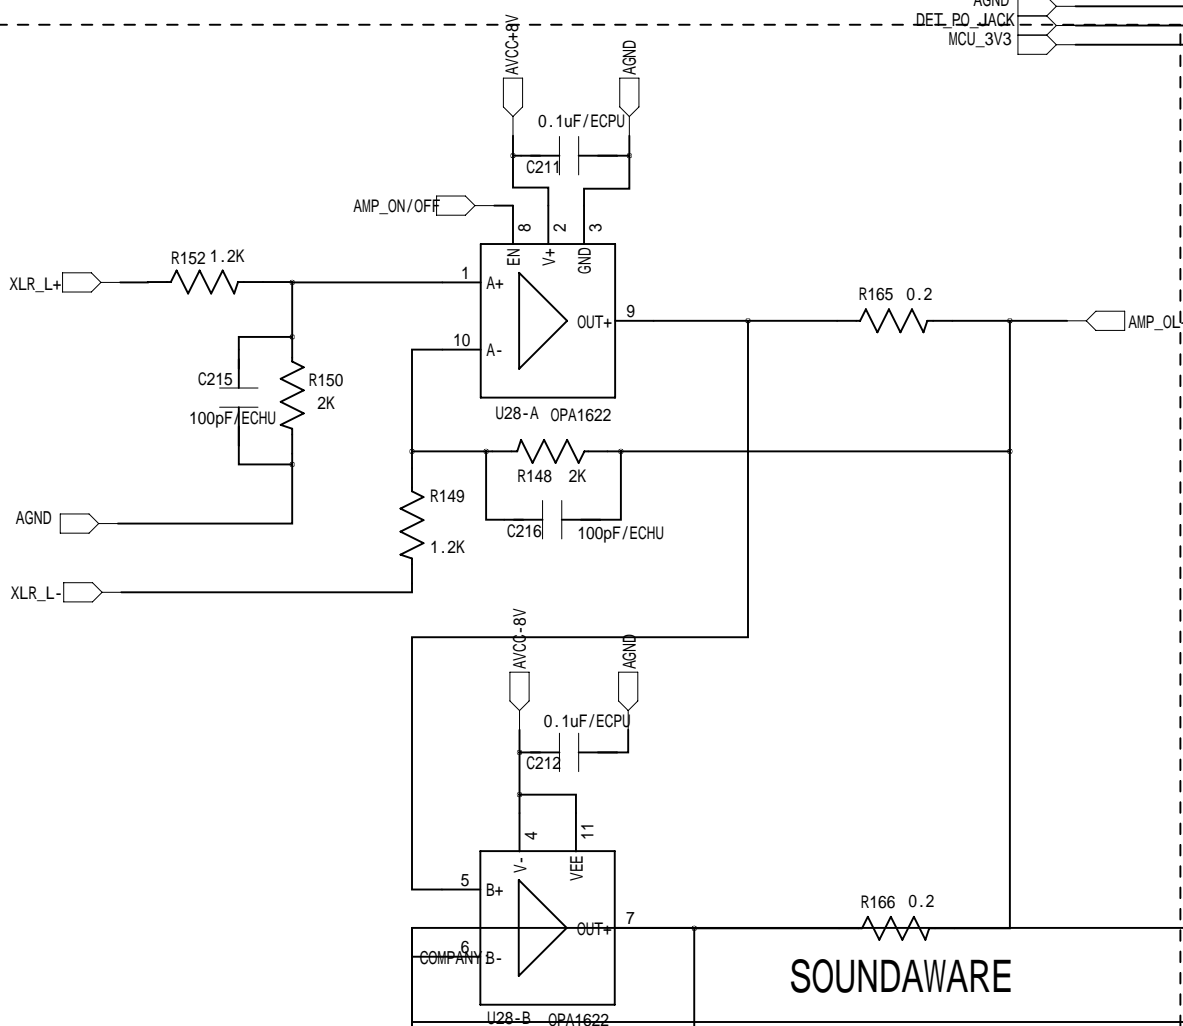 AGND
DET_PO_JACK
MCU_3V3
AVCC+8V
AGND
0.1uF/ECPU
C211
AMP_ON/OFF
8
2
3
EN
V+
GND
XLR_L+
R152 1.2K
1
A+
R165 0.2
OUT+
9
AMP_OL
10
A-
C215
R150
100pF/ECHU
2K
U28-A OPA1622
R148 2K
R149
AGND
C216
100pF/ECHU
1.2K
XLR_L-
AVCC-8V
AGND
0.1uF/ECPU
C212
4
11
V-
VEE
5
B+
R166 0.2
OUT+
7
6
COMPANY:
B-
SOUNDAWARE
U28-B OPA1622